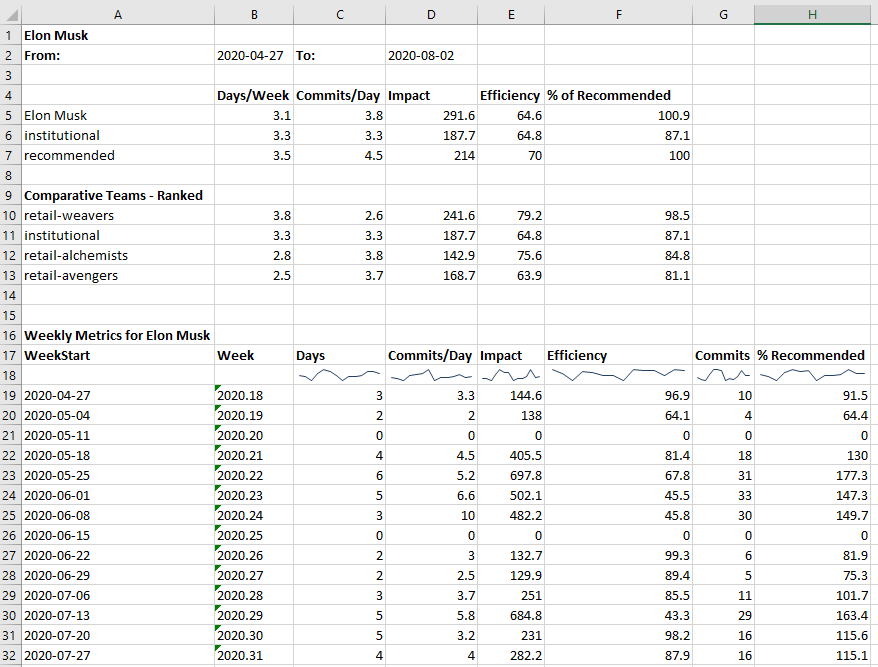 A B C D E F G H
1 Elon Musk
2 From: 2020-04-27 To: 2020-08-02
3
4 Days/Week Commits/Day Impact Efficiency % of Recommended
5 Elon Musk 3.1 3.8 291.6 64.6 100.9
6 institutional 3.3 3.3 187.7 64.8 87.1
7 recommended 3.5 4.5 214 70 100
8
9 Comparative Teams - Ranked
10 retail-weavers 3.8 2.6 241.6 79.2 98.5
11 institutional 3.3 3.3 187.7 64.8 87.1
12 retail-alchemists 2.8 3.8 142.9 75.6 84.8
13 retail-avengers 2.5 3.7 168.7 63.9 81.1
14
15
16 Weekly Metrics for Elon Musk
17 WeekStart Week Days Commits/Day Impact Efficiency Commits % Recommended
18
19 2020-04-27 2020.18 3 3.3 144.6 96.9 10 91.5
20 2020-05-04 2020.19 2 2 138 64.1 4 64.4
21 2020-05-11 2020.20 0 0 0 0 0 0
22 2020-05-18 2020.21 4 4.5 405.5 81.4 18 130
23 2020-05-25 2020.22 6 5.2 697.8 67.8 31 177.3
24 2020-06-01 2020.23 5 6.6 502.1 45.5 33 147.3
25 2020-06-08 2020.24 3 10 482.2 45.8 30 149.7
26 2020-06-15 2020.25 0 0 0 0 0 0
27 2020-06-22 2020.26 2 3 132.7 99.3 6 81.9
28 2020-06-29 2020.27 2 2.5 129.9 89.4 5 75.3
29 2020-07-06 2020.28 3 3.7 251 85.5 11 101.7
30 2020-07-13 2020.29 5 5.8 684.8 43.3 29 163.4
31 2020-07-20 2020.30 5 3.2 231 98.2 16 115.6
32 2020-07-27 2020.31 4 4 282.2 87.9 16 115.1